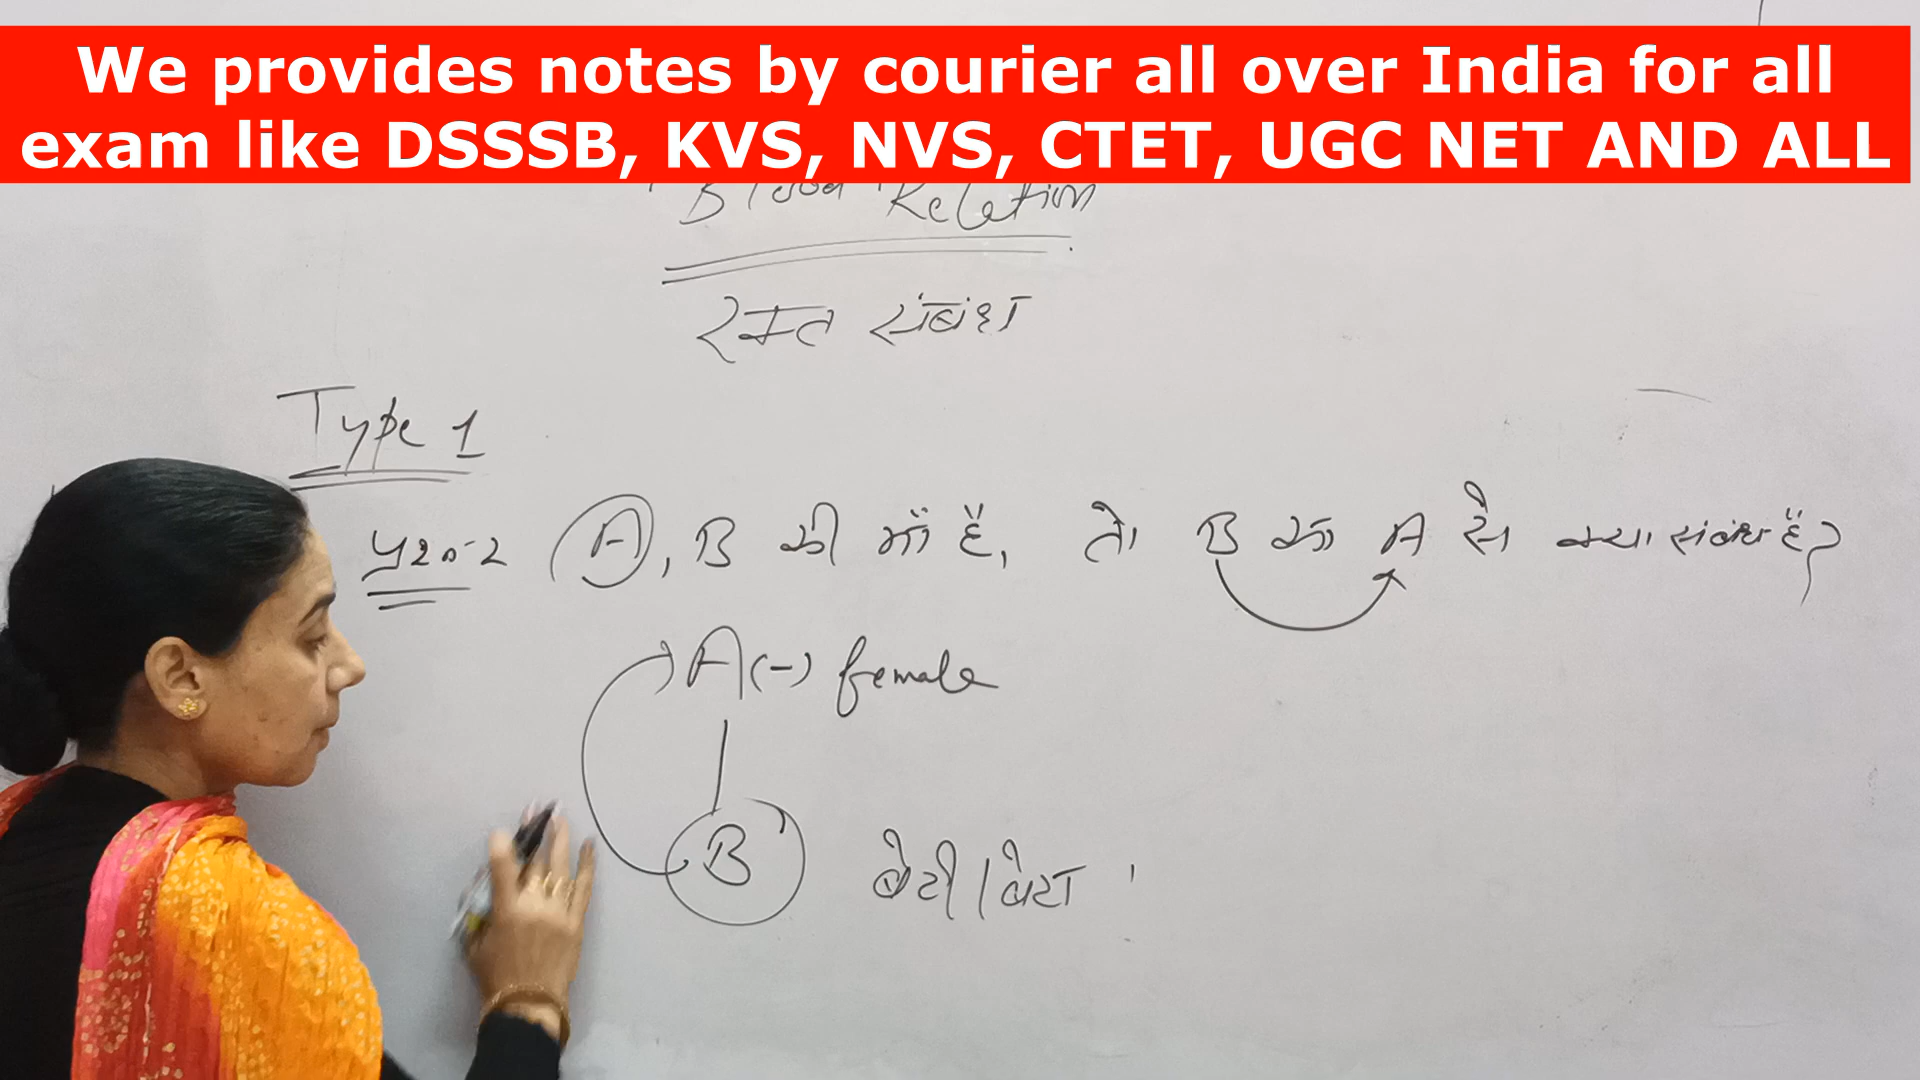 We provides notes by courier all over India for all
exam like DSSSB, KVS, NVS, CTET, UGC NET AND ALL
Blood Relation
रक्त संबंध
Type 1
प्रश्न-2 A, B की माँ है, तो B का A से क्या संबंध है?
A (-) female
B बेटी/बेटा